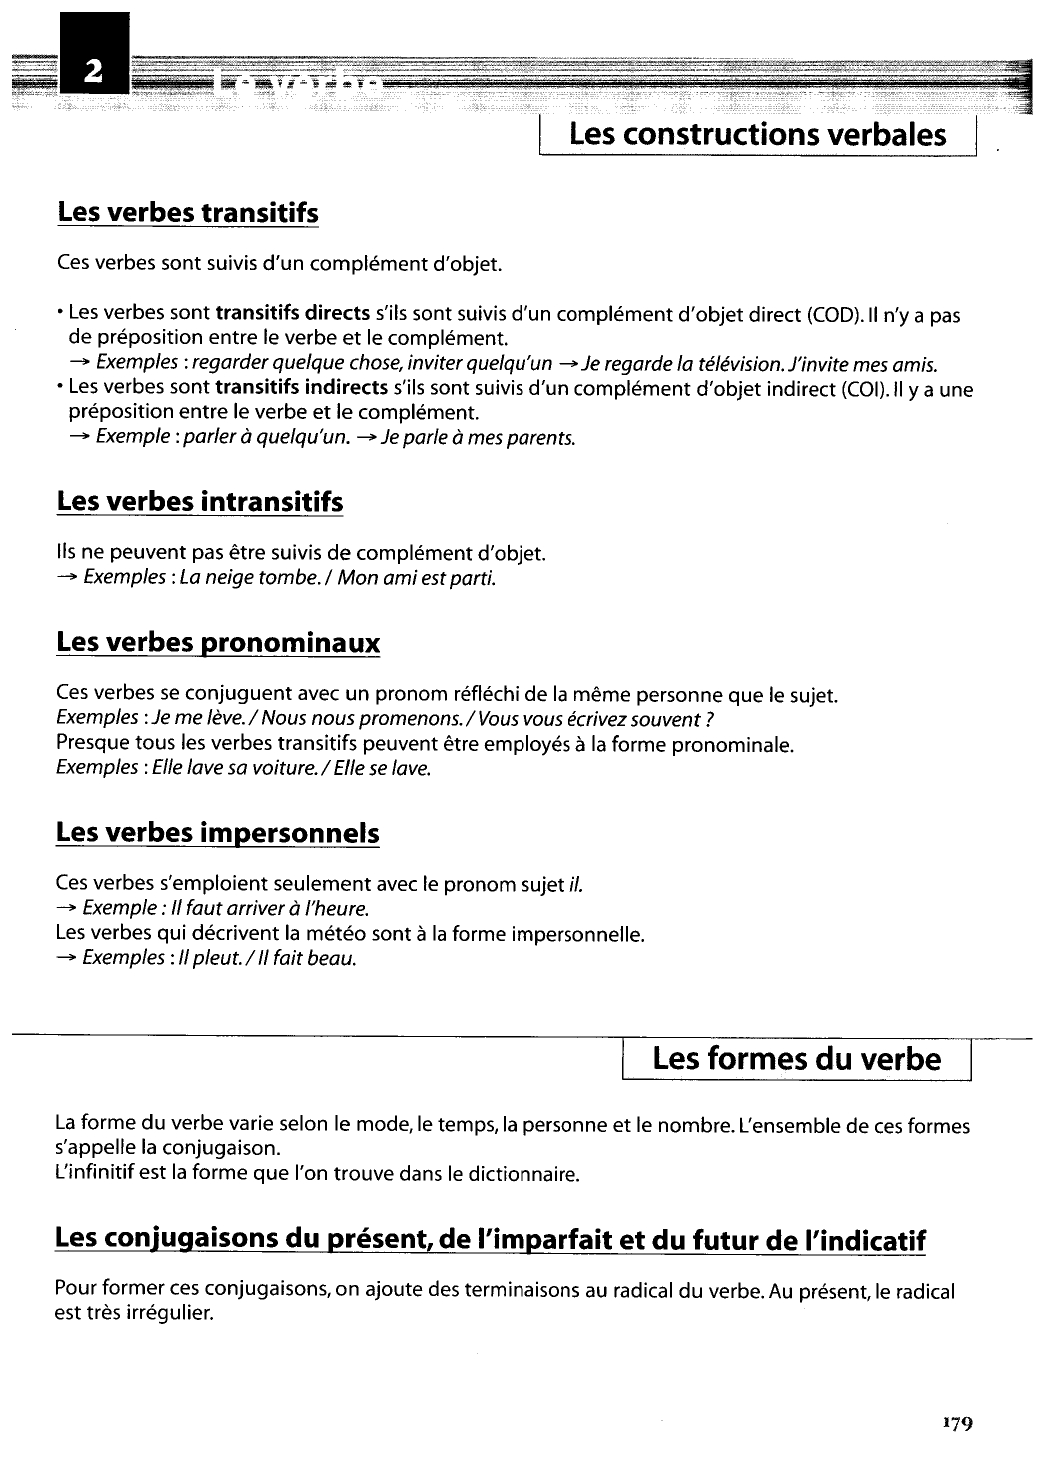 2
Le verbe
Les constructions verbales
Les verbes transitifs
Ces verbes sont suivis d'un complément d'objet.
• Les verbes sont transitifs directs s'ils sont suivis d'un complément d'objet direct (COD). Il n'y a pas
de préposition entre le verbe et le complément.
→ Exemples : regarder quelque chose, inviter quelqu'un → Je regarde la télévision. J'invite mes amis.
• Les verbes sont transitifs indirects s'ils sont suivis d'un complément d'objet indirect (COI). Il y a une
préposition entre le verbe et le complément.
→ Exemple : parler à quelqu'un. → Je parle à mes parents.
Les verbes intransitifs
Ils ne peuvent pas être suivis de complément d'objet.
→ Exemples : La neige tombe. / Mon ami est parti.
Les verbes pronominaux
Ces verbes se conjuguent avec un pronom réfléchi de la même personne que le sujet.
Exemples : Je me lève. / Nous nous promenons. / Vous vous écrivez souvent ?
Presque tous les verbes transitifs peuvent être employés à la forme pronominale.
Exemples : Elle lave sa voiture. / Elle se lave.
Les verbes impersonnels
Ces verbes s'emploient seulement avec le pronom sujet il.
→ Exemple : Il faut arriver à l'heure.
Les verbes qui décrivent la météo sont à la forme impersonnelle.
→ Exemples : Il pleut. / Il fait beau.
Les formes du verbe
La forme du verbe varie selon le mode, le temps, la personne et le nombre. L'ensemble de ces formes
s'appelle la conjugaison.
L'infinitif est la forme que l'on trouve dans le dictionnaire.
Les conjugaisons du présent, de l'imparfait et du futur de l'indicatif
Pour former ces conjugaisons, on ajoute des terminaisons au radical du verbe. Au présent, le radical
est très irrégulier.
179